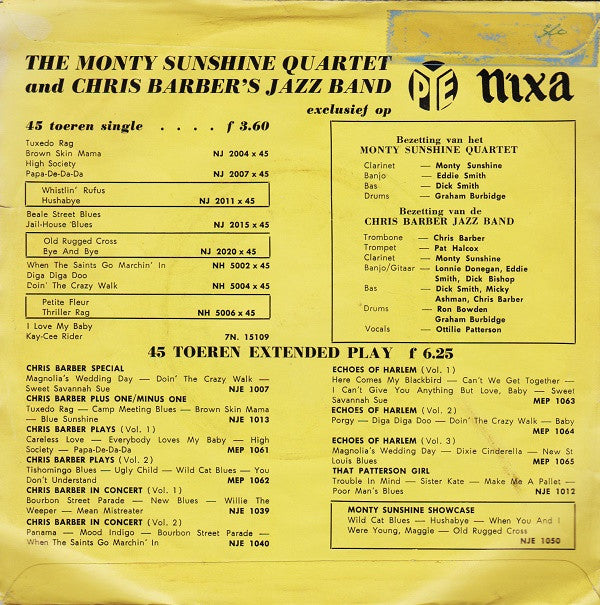 THE MONTY SUNSHINE QUARTET
and CHRIS BARBER'S JAZZ BAND
exclusief op
PYE
nixa
45 toeren single . . . . f 3.60
Tuxedo Rag
Brown Skin Mama NJ 2004 x 45
High Society
Papa-De-Da-Da NJ 2007 x 45
Whistlin' Rufus
Hushabye NJ 2011 x 45
Beale Street Blues
Jail-House 'Blues NJ 2015 x 45
Old Rugged Cross
Eye And Bye NJ 2020 x 45
When The Saints Go Marchin' In NH 5002 x 45
Diga Diga Doo
Doin' The Crazy Walk NH 5004 x 45
Petite Fleur
Thriller Rag NH 5006 x 45
I Love My Baby
Kay-Cee Rider 7N. 15109
Bezetting van het
MONTY SUNSHINE QUARTET
Clarinet — Monty Sunshine
Banjo — Eddie Smith
Bas — Dick Smith
Drums — Graham Burbidge
Bezetting van de
CHRIS BARBER JAZZ BAND
Trombone — Chris Barber
Trompet — Pat Halcox
Clarinet — Monty Sunshine
Banjo/Gitaar — Lonnie Donegan, Eddie
Smith, Dick Bishop
Bas — Dick Smith, Micky
Ashman, Chris Barber
Drums — Ron Bowden
Graham Burbidge
Vocals — Ottilie Patterson
45 TOEREN EXTENDED PLAY f 6.25
CHRIS BARBER SPECIAL
Magnolia's Wedding Day — Doin' The Crazy Walk —
Sweet Savannah Sue NJE 1007
CHRIS BARBER PLUS ONE/MINUS ONE
Tuxedo Rag — Camp Meeting Blues — Brown Skin Mama
— Blue Sunshine NJE 1013
CHRIS BARBER PLAYS (Vol. 1)
Careless Love — Everybody Loves My Baby — High
Society — Papa-De-Da-Da MEP 1061
CHRIS BARBER PLAYS (Vol. 2)
Tishomingo Blues — Ugly Child — Wild Cat Blues — You
Don't Understand MEP 1062
CHRIS BARBER IN CONCERT (Vol. 1)
Bourbon Street Parade — New Blues — Willie The
Weeper — Mean Mistreater NJE 1039
CHRIS BARBER IN CONCERT (Vol. 2)
Panama — Mood Indigo — Bourbon Street Parade —
When The Saints Go Marchin' In NJE 1040
ECHOES OF HARLEM (Vol. 1)
Here Comes My Blackbird — Can't We Get Together —
I Can't Give You Anything But Love, Baby — Sweet
Savannah Sue MEP 1063
ECHOES OF HARLEM (Vol. 2)
Porgy — Diga Diga Doo — Doin' The Crazy Walk — Baby
MEP 1064
ECHOES OF HARLEM (Vol. 3)
Magnolia's Wedding Day — Dixie Cinderella — New St
Louis Blues MEP 1065
THAT PATTERSON GIRL
Trouble In Mind — Sister Kate — Make Me A Pallet —
Poor Man's Blues NJE 1012
MONTY SUNSHINE SHOWCASE
Wild Cat Blues — Hushabye — When You And I
Were Young, Maggie — Old Rugged Cross
NJE 1050